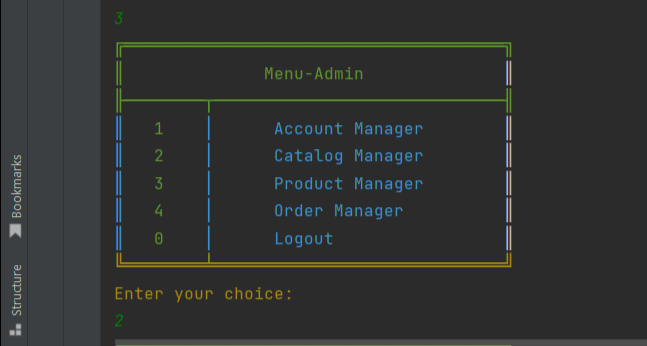 3
Menu-Admin
1 Account Manager
2 Catalog Manager
3 Product Manager
4 Order Manager
0 Logout
Enter your choice:
2
Bookmarks
Structure